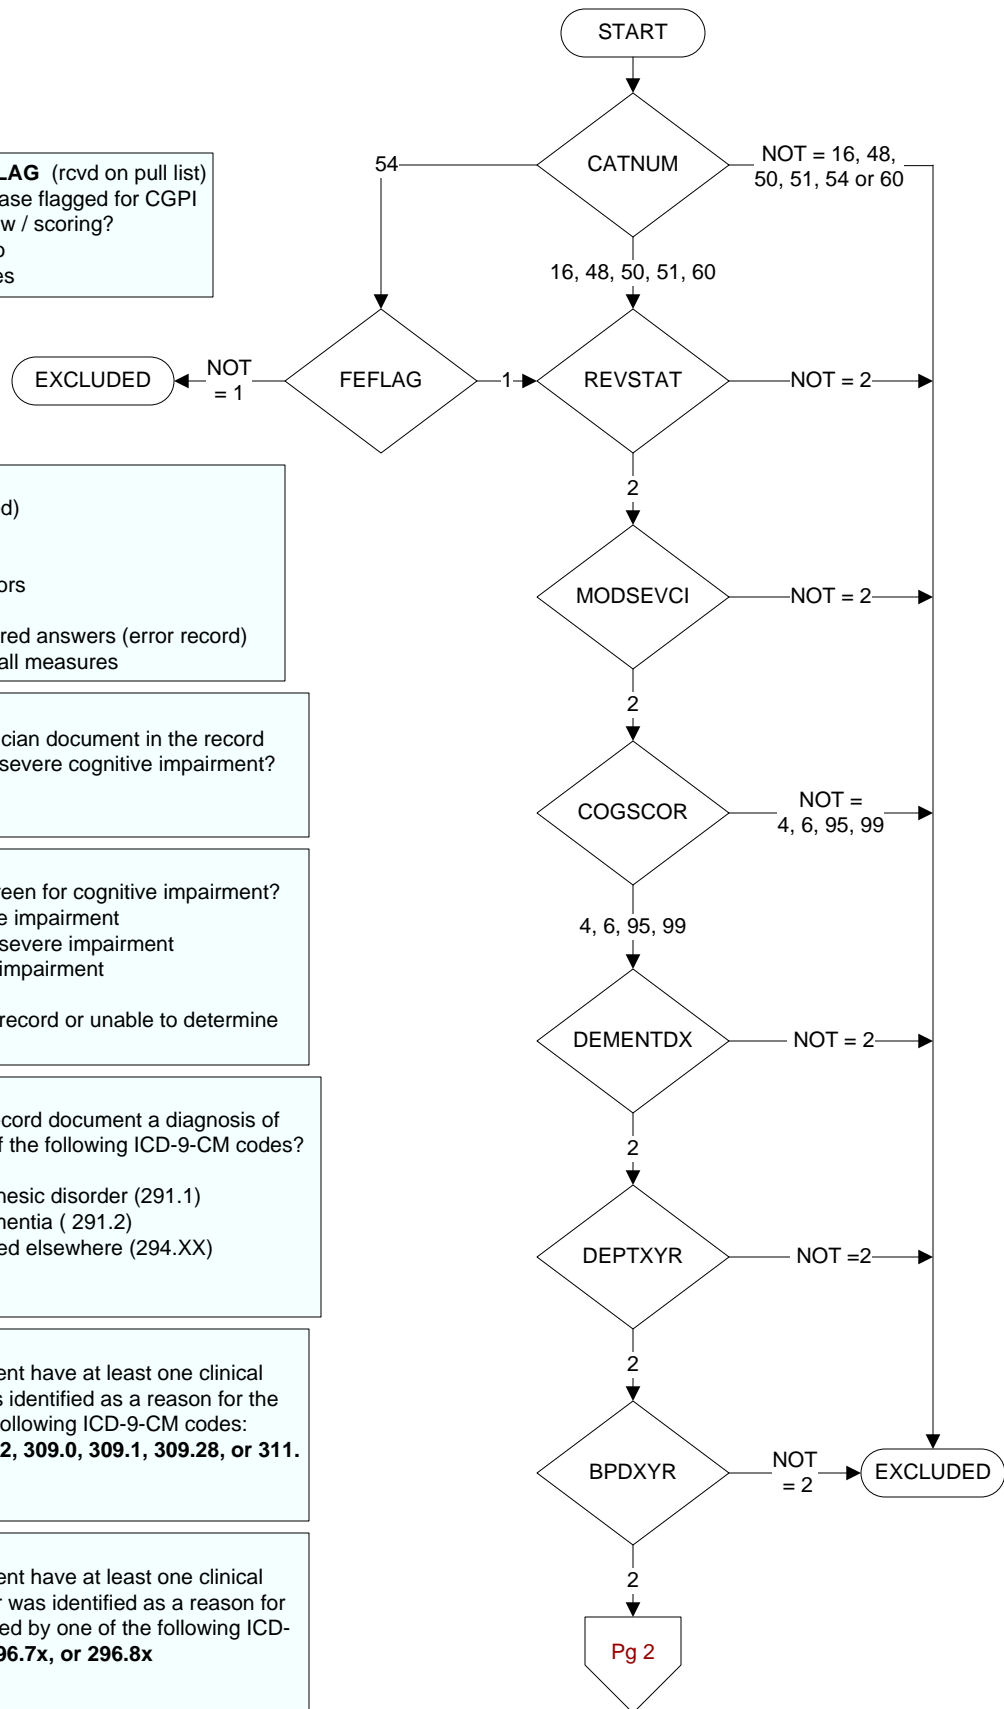 START
CATNUM
54
NOT = 16, 48,
50, 51, 54 or 60
16, 48, 50, 51, 60
LAG (rcvd on pull list)
ase flagged for CGPI
w / scoring?
o
es
EXCLUDED
NOT
= 1
FEFLAG
1
REVSTAT
NOT = 2
2
ed)
ors
red answers (error record)
all measures
MODSEVCI
NOT = 2
2
cian document in the record
severe cognitive impairment?
COGSCOR
NOT =
4, 6, 95, 99
4, 6, 95, 99
een for cognitive impairment?
e impairment
severe impairment
impairment
record or unable to determine
DEMENTDX
NOT = 2
2
cord document a diagnosis of
f the following ICD-9-CM codes?
nesic disorder (291.1)
mentia ( 291.2)
ed elsewhere (294.XX)
DEPTXYR
NOT =2
2
ent have at least one clinical
s identified as a reason for the
ollowing ICD-9-CM codes:
2, 309.0, 309.1, 309.28, or 311.
BPDXYR
NOT
= 2
EXCLUDED
2
ent have at least one clinical
r was identified as a reason for
ed by one of the following ICD-
96.7x, or 296.8x
Pg 2